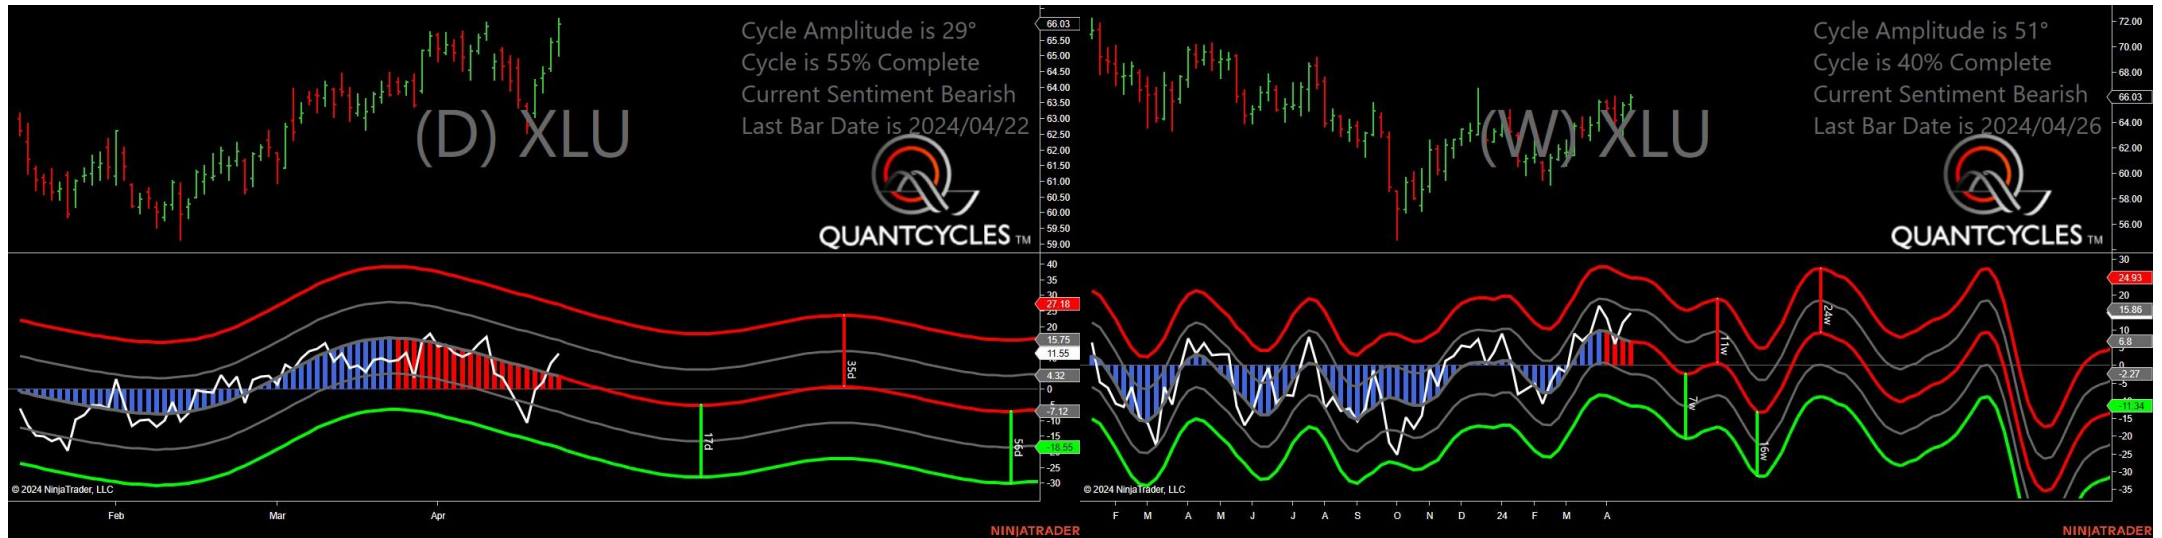 Cycle Amplitude is 29°
Cycle is 55% Complete
Current Sentiment Bearish
Last Bar Date is 2024/04/22
(D) XLU
QUANTCYCLES TM
66.03
65.50
65.00
64.50
64.00
63.50
63.00
62.50
62.00
61.50
61.00
60.50
60.00
59.50
59.00
40
35
30
27.18
25
20
15.75
11.55
4.32
0
-7.12
-10
-15
-18.55
-25
-30
35d
17d
56d
© 2024 NinjaTrader, LLC
Feb
Mar
Apr
NINJATRADER
Cycle Amplitude is 51°
Cycle is 40% Complete
Current Sentiment Bearish
Last Bar Date is 2024/04/26
(W) XLU
QUANTCYCLES TM
72.00
70.00
68.00
66.03
64.00
62.00
60.00
58.00
56.00
30
24.93
20
15.86
10
6.8
0
-2.27
-5
-11.34
-15
-20
-25
-30
-35
11w
7w
16w
24w
© 2024 NinjaTrader, LLC
F
M
A
M
J
J
A
S
O
N
D
24
F
M
A
NINJATRADER